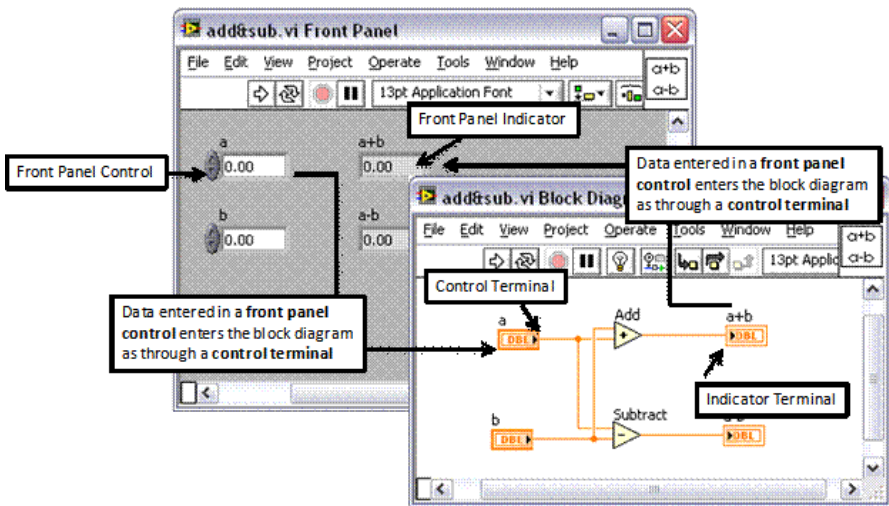 add&sub.vi Front Panel
File Edit View Project Operate Tools Window Help
a+b
a-b
13pt Application Font
Front Panel Indicator
a
a+b
Front Panel Control
0.00
0.00
Data entered in a front panel
control enters the block diagram
as through a control terminal
b
a-b
0.00
0.00
add&sub.vi Block Diag
File Edit View Project Operate Tools Window Help
a+b
a-b
13pt Applic
Control Terminal
Data entered in a front panel
control enters the block diagram
as through a control terminal
a
Add
a+b
DBL
DBL
Indicator Terminal
b
Subtract
DBL
DBL